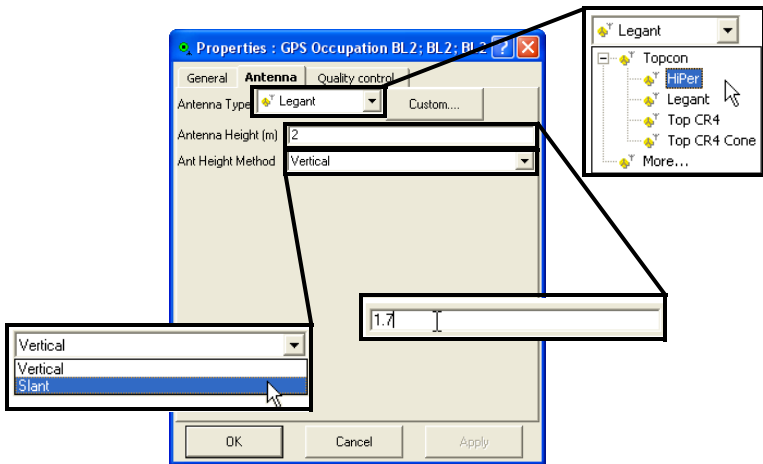 Properties : GPS Occupation BL2; BL2; BL2
General Antenna Quality control
Antenna Type Legant Custom....
Antenna Height (m) 2
Ant Height Method Vertical
Legant
Topcon
HiPer
Legant
Top CR4
Top CR4 Cone
More...
1.7
Vertical
Vertical
Slant
OK Cancel Apply